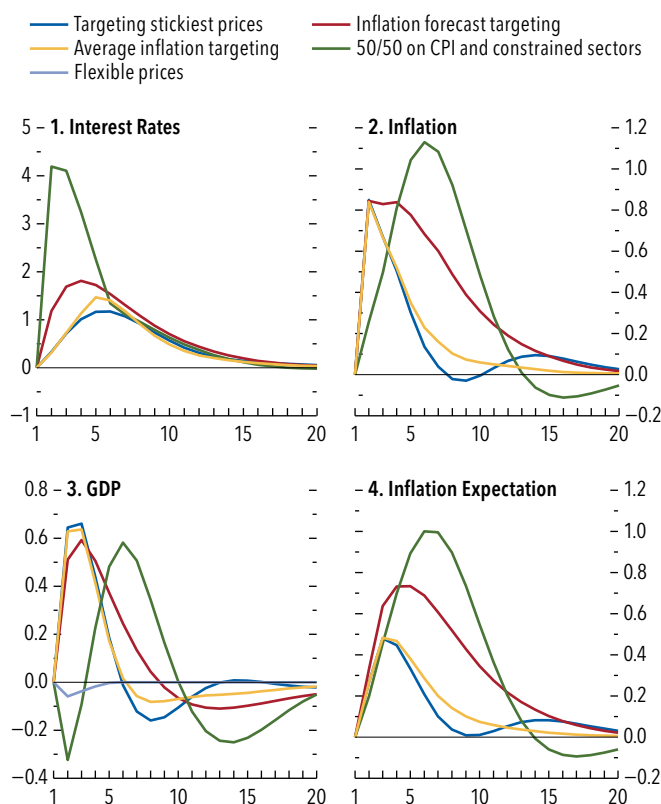 Targeting stickiest prices
Inflation forecast targeting
Average inflation targeting
50/50 on CPI and constrained sectors
Flexible prices
1. Interest Rates
5
4
3
2
1
0
−1
1 5 10 15 20
2. Inflation
1.2
1.0
0.8
0.6
0.4
0.2
0.0
−0.2
1 5 10 15 20
3. GDP
0.8
0.6
0.4
0.2
0.0
−0.2
−0.4
1 5 10 15 20
4. Inflation Expectation
1.2
1.0
0.8
0.6
0.4
0.2
0.0
−0.2
1 5 10 15 20